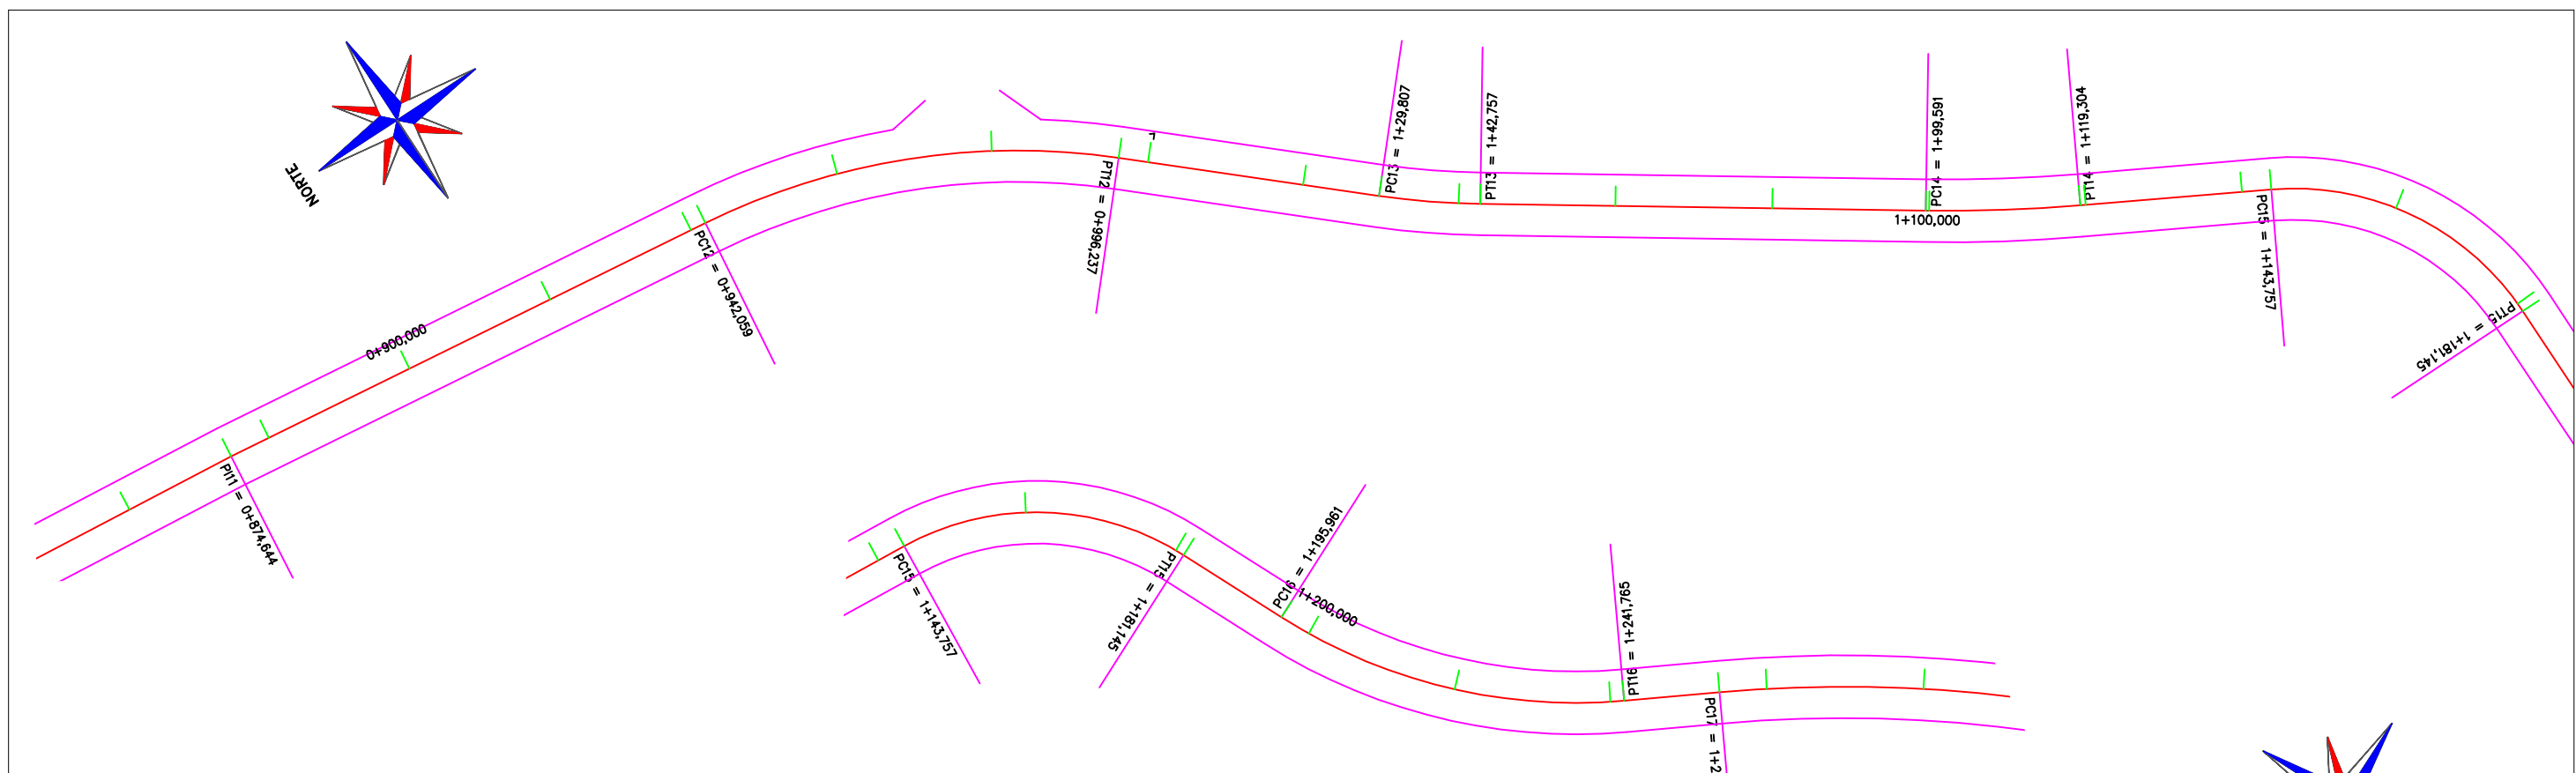 NORTE
0+900,000
PI11 = 0+874,644
PC12 = 0+942,059
PT12 = 0+996,237
PC13 = 1+29,807
PT13 = 1+42,757
PC14 = 1+99,591
1+100,000
PT14 = 1+119,304
PC15 = 1+143,757
PT15 = 1+181,145
PC15 = 1+143,757
PT15 = 1+181,145
PC16 = 1+195,961
1+200,000
PT16 = 1+241,765
PC17 = 1+2